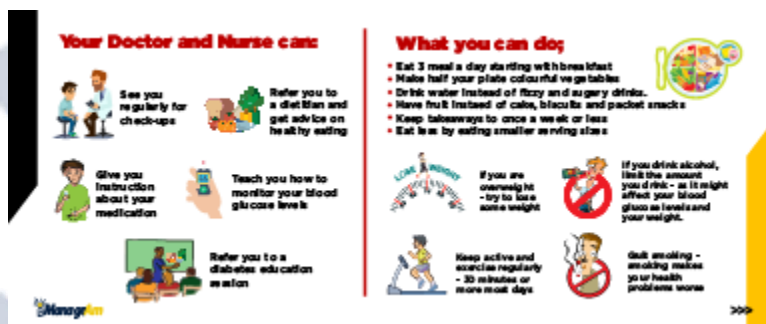 Your Doctor and Nurse can:
See you
regularly for
check-ups
Refer you to
a dietitian and
get advice on
healthy eating
Give you
instruction
about your
medication
Teach you how to
monitor your blood
glucose levels
Refer you to a
diabetes education
session
What you can do;
• Eat 3 meal a day starting with breakfast
• Make half your plate colourful vegetables
• Drink water instead of fizzy and sugery drinks.
• Have fruit instaed of cake, biscuits and packet snacks
• Keep takeaways to once a week or less
• Eat less by eating smaller serving sizes
LOSE WEIGHT
If you are
overweight
- try to lose
some weight
If you drink alcohol,
limit the amount
you drink - as it might
affect your blood
glucose levels and
your weight.
Keep active and
exercise regularly
- 30 minutes or
more most days
Quit smoking -
smoking makes
your health
problems worse
ManageAm
>>>